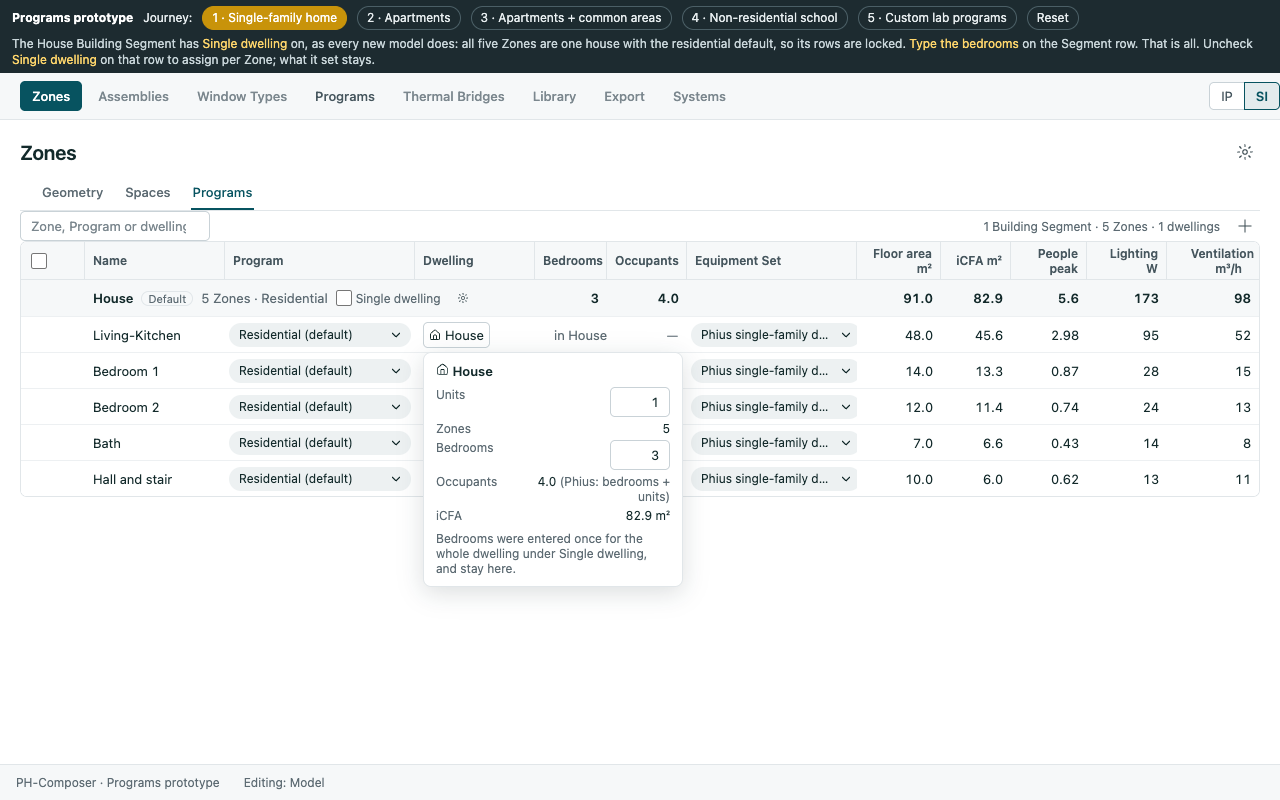 Programs prototype Journey: 1 · Single-family home 2 · Apartments 3 · Apartments + common areas 4 · Non-residential school 5 · Custom lab programs Reset
The House Building Segment has Single dwelling on, as every new model does: all five Zones are one house with the residential default, so its rows are locked. Type the bedrooms on the Segment row. That is all. Uncheck
Single dwelling on that row to assign per Zone; what it set stays.
Zones Assemblies Window Types Programs Thermal Bridges Library Export Systems IP SI
Zones
Geometry Spaces Programs
Zone, Program or dwelling 1 Building Segment · 5 Zones · 1 dwellings
Name Program Dwelling Bedrooms Occupants Equipment Set Floor area m² iCFA m² People peak Lighting W Ventilation m³/h
House Default 5 Zones · Residential Single dwelling 3 4.0 91.0 82.9 5.6 173 98
Living-Kitchen Residential (default) House in House — Phius single-family d... 48.0 45.6 2.98 95 52
Bedroom 1 Residential (default) Phius single-family d... 14.0 13.3 0.87 28 15
Bedroom 2 Residential (default) Phius single-family d... 12.0 11.4 0.74 24 13
Bath Residential (default) Phius single-family d... 7.0 6.6 0.43 14 8
Hall and stair Residential (default) Phius single-family d... 10.0 6.0 0.62 13 11
House
Units 1
Zones 5
Bedrooms 3
Occupants 4.0 (Phius: bedrooms +
units)
iCFA 82.9 m²
Bedrooms were entered once for the
whole dwelling under Single dwelling,
and stay here.
PH-Composer · Programs prototype Editing: Model